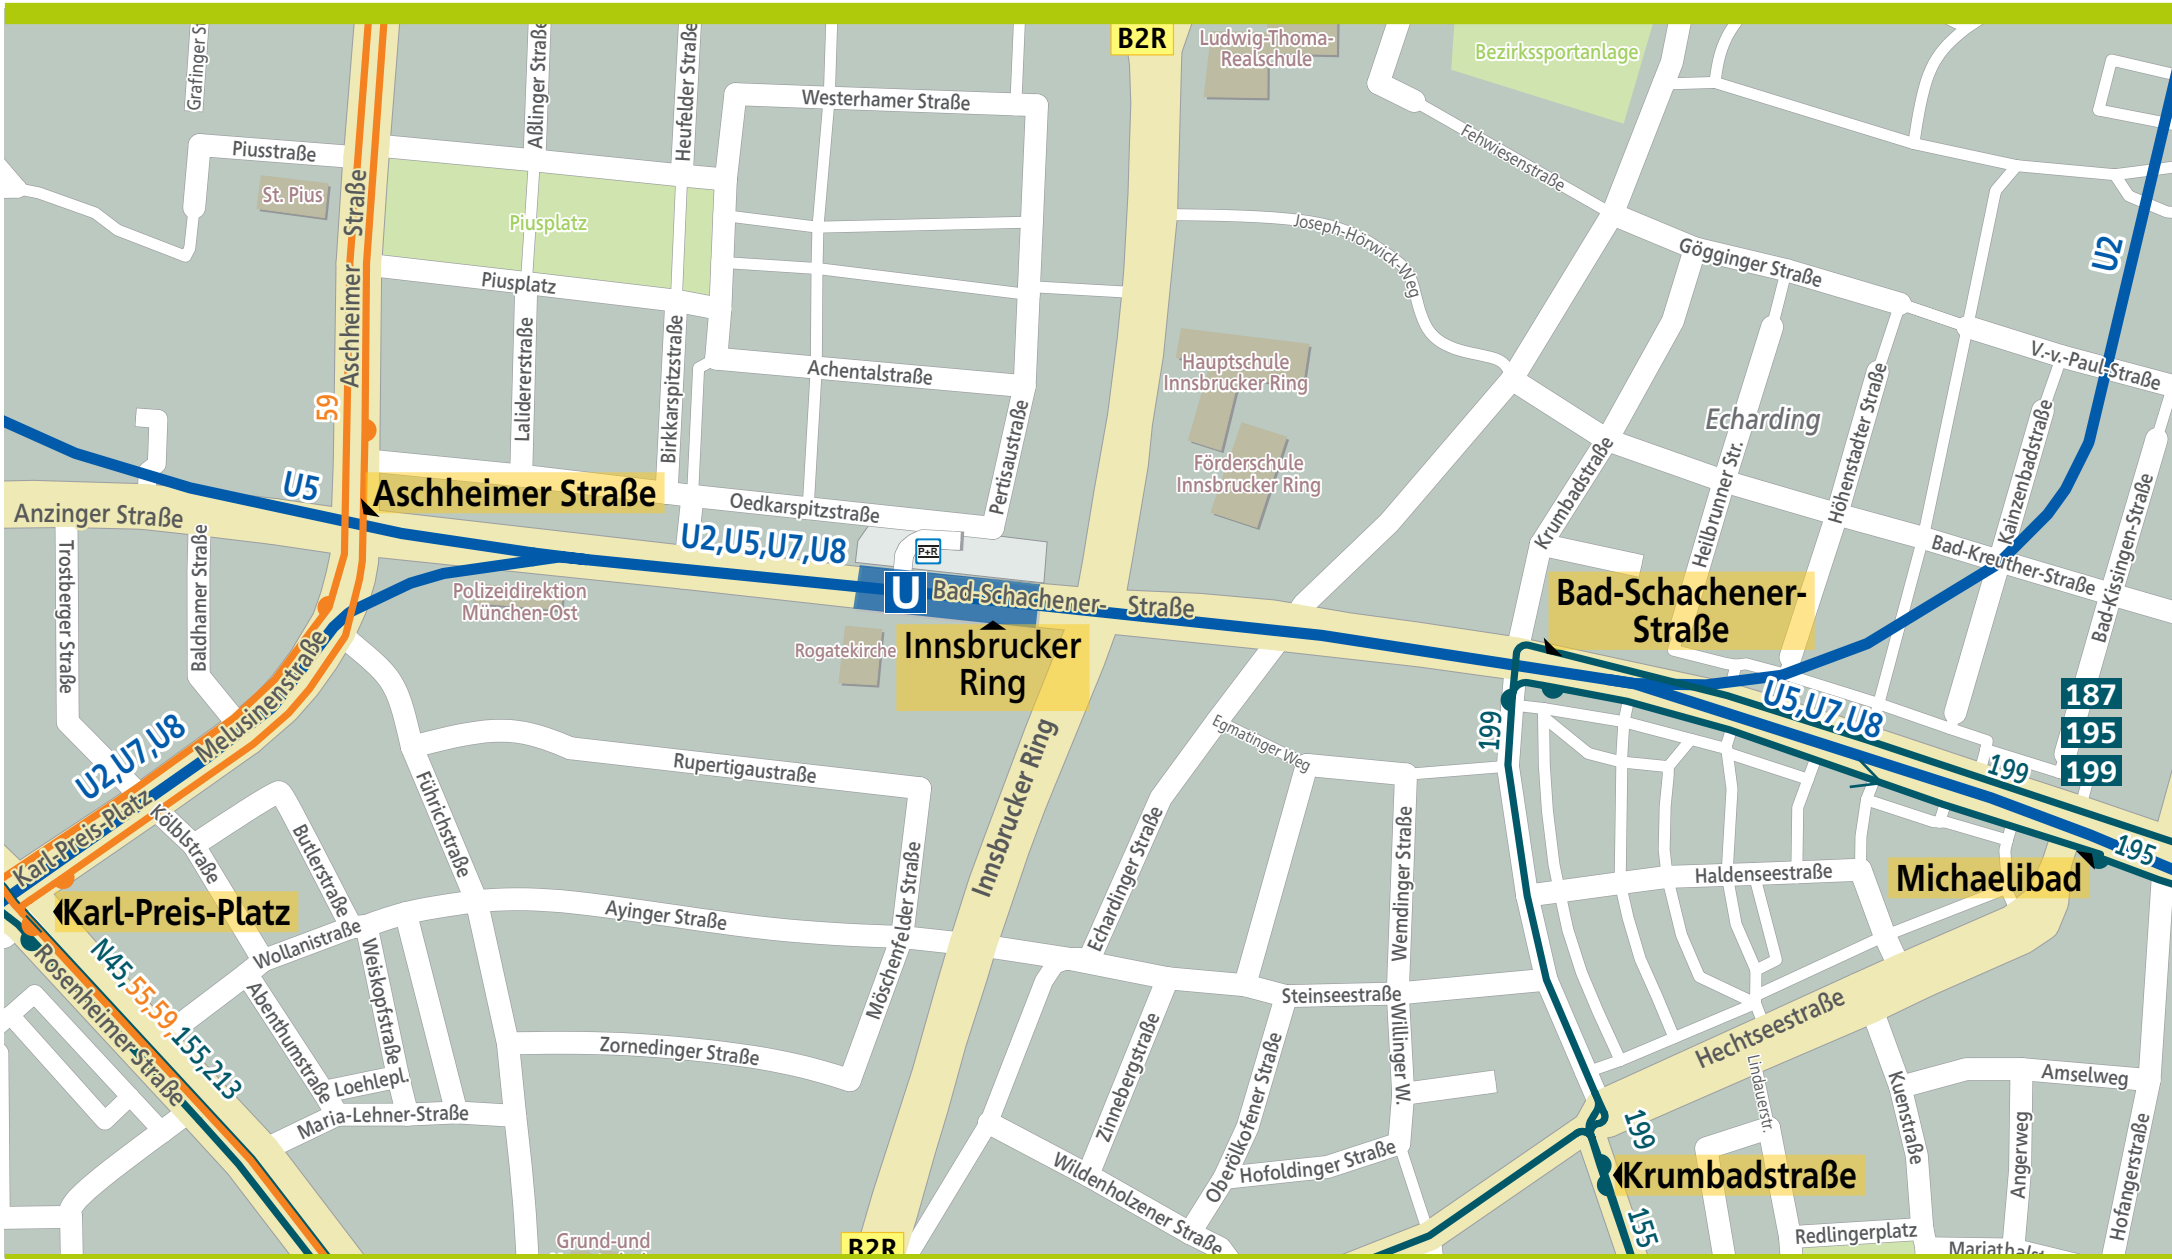 B2R
Ludwig-Thoma-
Realschule
Bezirkssportanlage
Aßlinger Straße
Heufelder Straße
Westerhamer Straße
Piusstraße
St. Pius
Aschheimer Straße
Piusplatz
Piusplatz
Fehwiesenstraße
Joseph-Hörwick-Weg
Gögginger Straße
U2
V.-v.-Paul-Straße
59
Lalidererstraße
Birkkarspitzstraße
Achentalstraße
Pertisaustraße
Hauptschule
Innsbrucker Ring
Förderschule
Innsbrucker Ring
Echarding
Krumbadstraße
Heilbrunner Str.
Höhenstadter Straße
Kainzenbadstraße
Bad-Kissingen-Straße
Bad-Kreuther-Straße
U5
Aschheimer Straße
Anzinger Straße
Oedkarspitzstraße
U2,U5,U7,U8
P+R
U
Bad-Schachener- Straße
Innsbrucker
Ring
Bad-Schachener-
Straße
Polizeidirektion
München-Ost
Rogatekirche
Trostberger Straße
Baldhamer Straße
Melusinenstraße
U2,U7,U8
Karl-Preis-Platz
U5,U7,U8
187
195
199
199
199
195
Egmatinger Weg
Innsbrucker Ring
Rupertigaustraße
Führichstraße
Kölblstraße
Butlerstraße
Möschenfelder Straße
Echardinger Straße
Wemdinger Straße
Haldenseestraße
Michaelibad
Karl-Preis-Platz
Ayinger Straße
Wollanistraße
Weiskopfstraße
Abenthumstraße
N45,55,59,155,213
Rosenheimer Straße
Loehlepl.
Maria-Lehner-Straße
Zornedinger Straße
Steinseestraße
Willinger W.
Zinnebergstraße
Oberölkofener Straße
Hofoldinger Straße
Wildenholzener Straße
Hechtseestraße
Lindauerstr.
Kuenstraße
Amselweg
Angerweg
Hofangerstraße
199
Krumbadstraße
155
Redlingerplatz
Grund-und
B2R